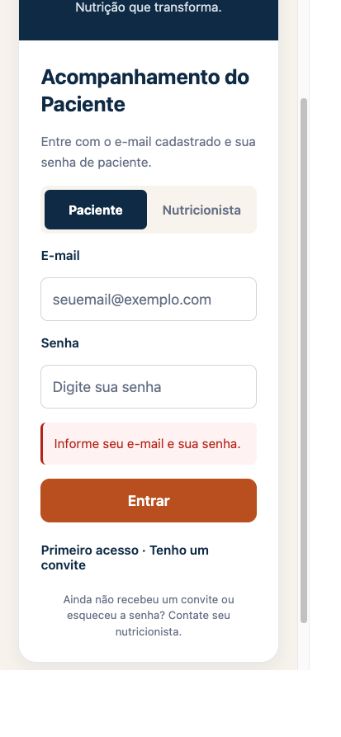 Nutrição que transforma.
Acompanhamento do
Paciente
Entre com o e-mail cadastrado e sua
senha de paciente.
Paciente
Nutricionista
E-mail
seuemail@exemplo.com
Senha
Digite sua senha
Informe seu e-mail e sua senha.
Entrar
Primeiro acesso · Tenho um
convite
Ainda não recebeu um convite ou
esqueceu a senha? Contate seu
nutricionista.